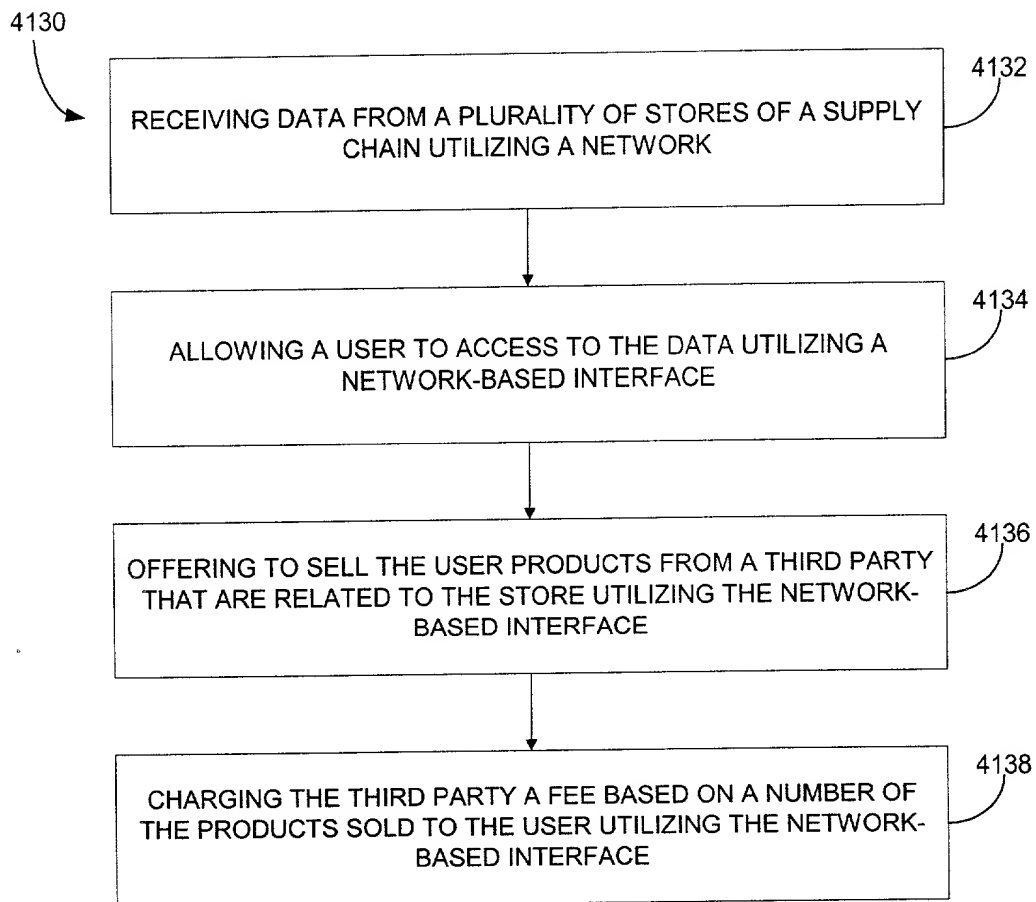 4130
4132
RECEIVING DATA FROM A PLURALITY OF STORES OF A SUPPLY
CHAIN UTILIZING A NETWORK
4134
ALLOWING A USER TO ACCESS TO THE DATA UTILIZING A
NETWORK-BASED INTERFACE
4136
OFFERING TO SELL THE USER PRODUCTS FROM A THIRD PARTY
THAT ARE RELATED TO THE STORE UTILIZING THE NETWORK-
BASED INTERFACE
4138
CHARGING THE THIRD PARTY A FEE BASED ON A NUMBER OF
THE PRODUCTS SOLD TO THE USER UTILIZING THE NETWORK-
BASED INTERFACE